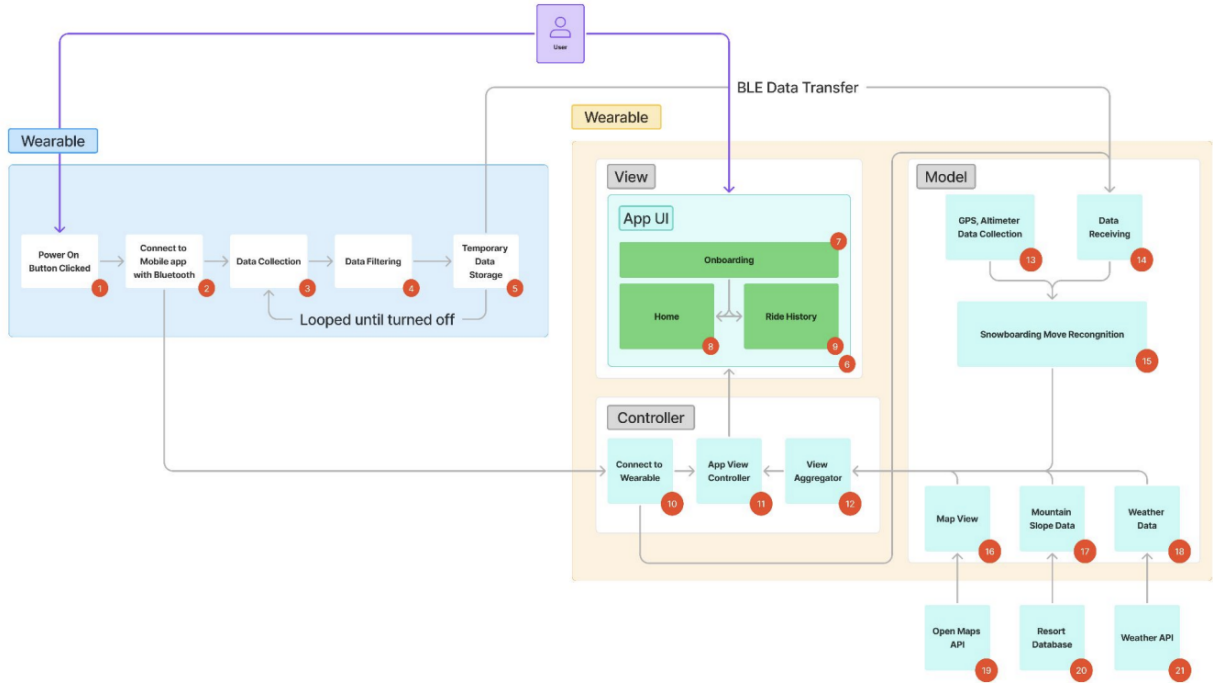 User
BLE Data Transfer
Wearable
Wearable
Power On
Button Clicked
1
Connect to
Mobile app
with Bluetooth
2
Data Collection
3
Data Filtering
4
Temporary
Data
Storage
5
Looped until turned off
View
App UI
Onboarding
7
Home
8
Ride History
9
6
Controller
Connect to
Wearable
10
App View
Controller
11
View
Aggregator
12
Model
GPS, Altimeter
Data Collection
13
Data
Receiving
14
Snowboarding Move Recongnition
15
Map View
16
Mountain
Slope Data
17
Weather
Data
18
Open Maps
API
19
Resort
Database
20
Weather API
21